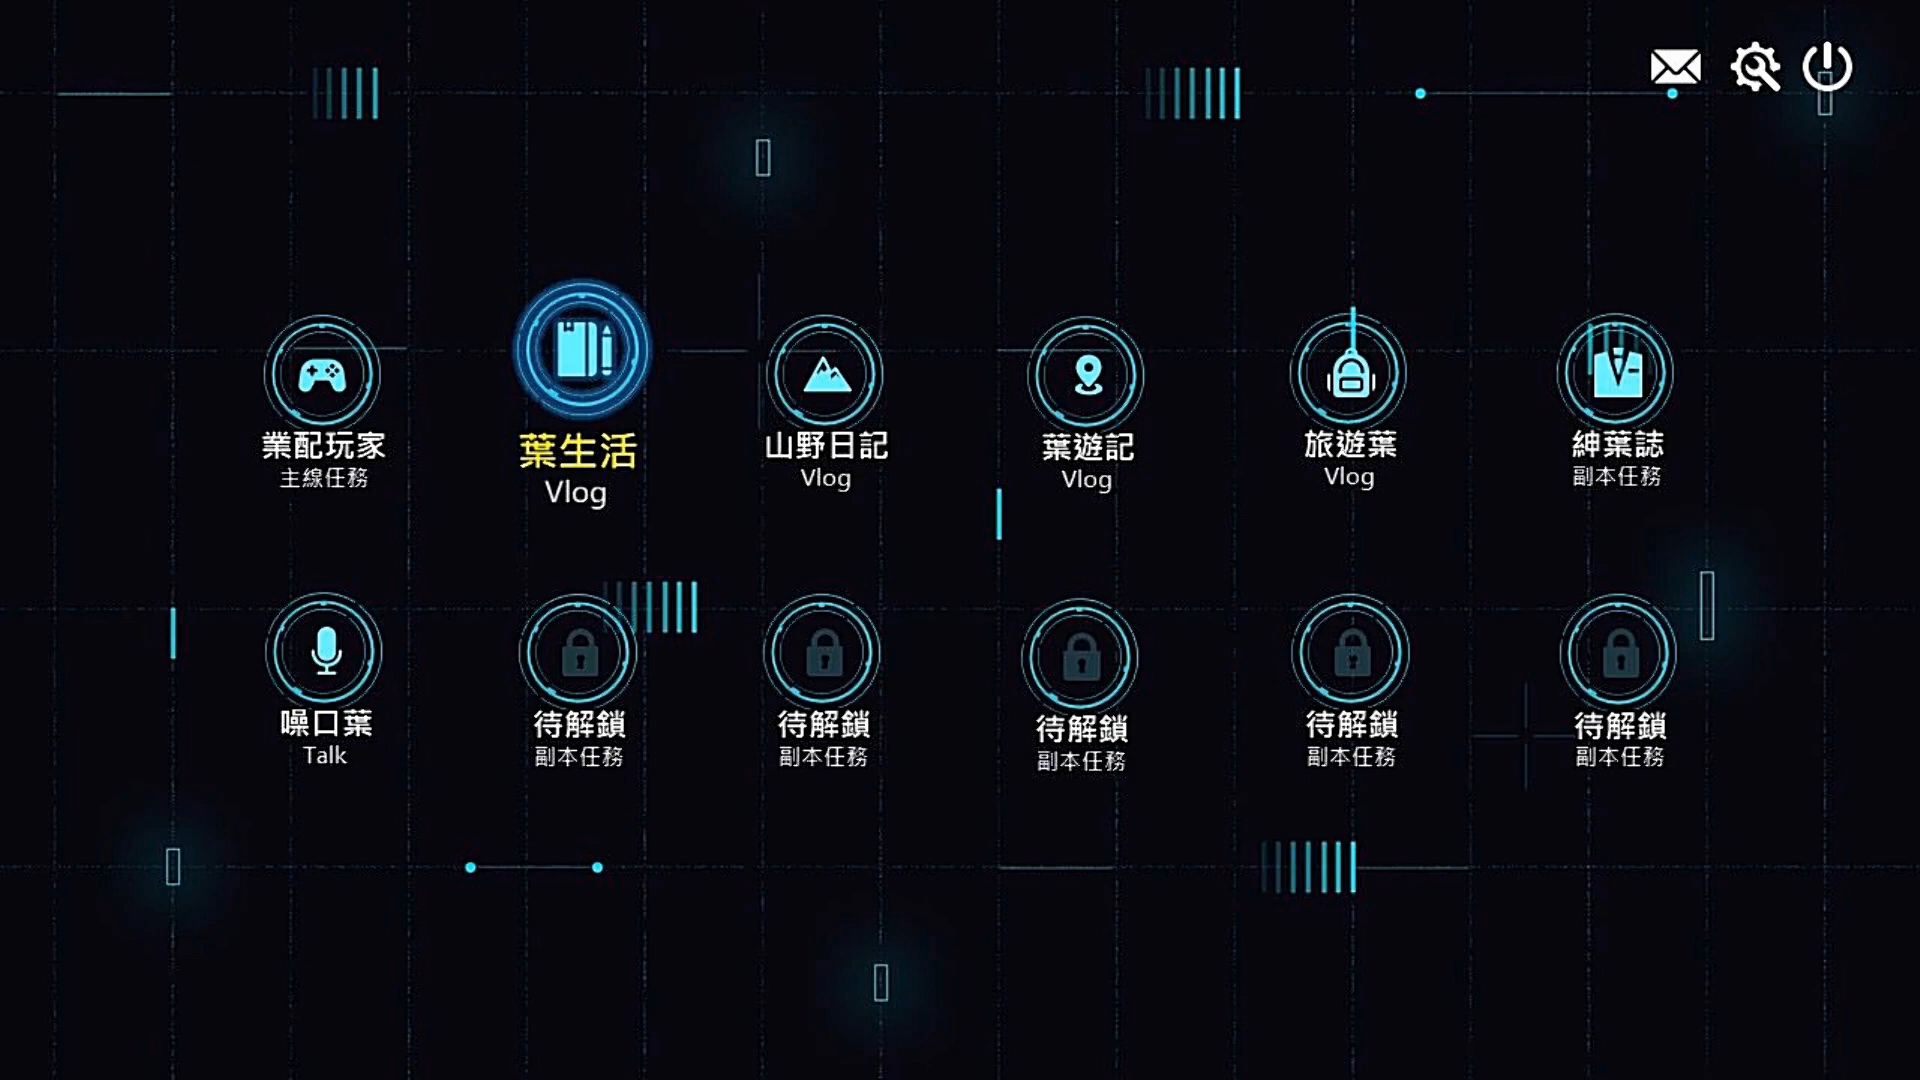 業配玩家
主線任務
葉生活
Vlog
山野日記
Vlog
葉遊記
Vlog
旅遊葉
Vlog
紳葉誌
副本任務
噪口葉
Talk
待解鎖
副本任務
待解鎖
副本任務
待解鎖
副本任務
待解鎖
副本任務
待解鎖
副本任務